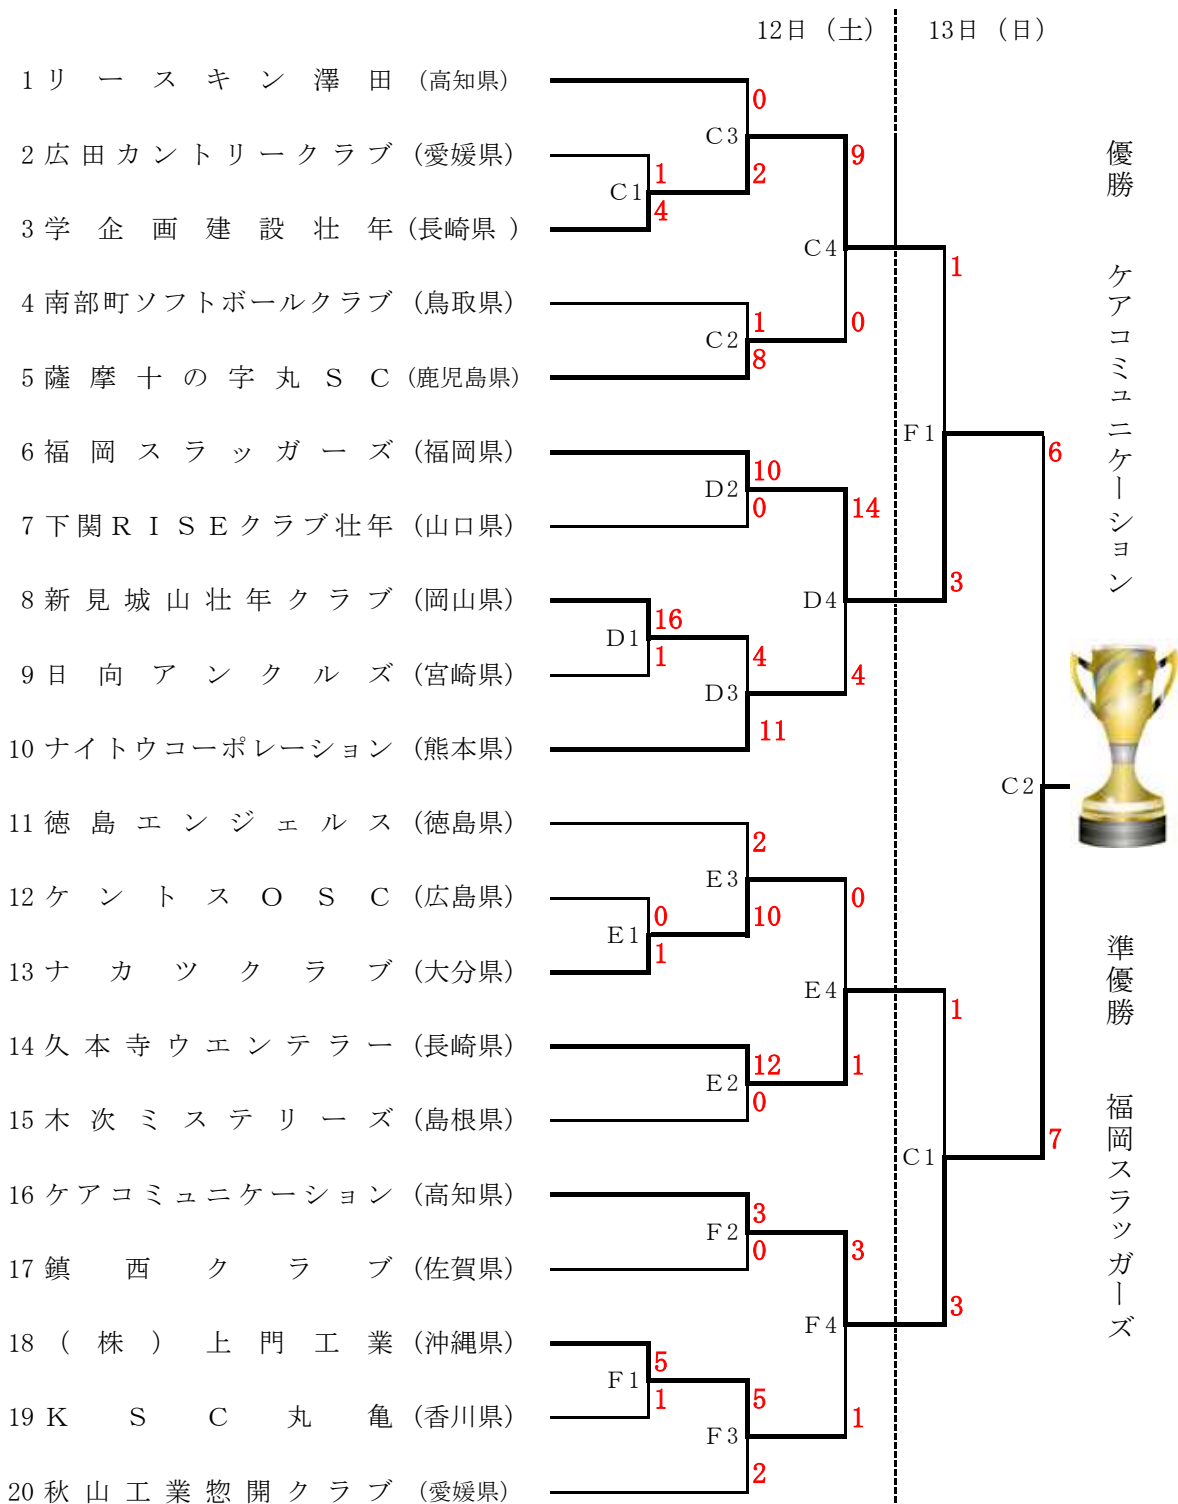 12日（土） 13日（日）
1 リースキン澤田 （高知県）
0
C3
2 広田カントリークラブ （愛媛県）
1
C1
2
9
4
3 学企画建設壮年 （長崎県 ）
C4
1
4 南部町ソフトボールクラブ （鳥取県）
1
C2
0
8
5 薩摩十の字丸SC （鹿児島県）
F1
6
6 福岡スラッガーズ （福岡県）
10
D2
0
14
7 下関RISEクラブ壮年 （山口県）
8 新見城山壮年クラブ （岡山県）
16
D1
1
D4
3
9 日向アンクルズ （宮崎県）
4
D3
4
11
10 ナイトウコーポレーション （熊本県）
C2
11 徳島エンジェルス （徳島県）
2
E3
12 ケントスOSC （広島県）
0
E1
10
0
1
13 ナカツクラブ （大分県）
E4
1
14 久本寺ウエンテラー （長崎県）
12
E2
0
1
15 木次ミステリーズ （島根県）
C1
7
16 ケアコミュニケーション （高知県）
3
F2
0
3
17 鎮西クラブ （佐賀県）
F4
3
18 （株）上門工業 （沖縄県）
5
F1
1
19 KSC丸亀 （香川県）
5
F3
1
2
20 秋山工業惣開クラブ （愛媛県）
優勝 ケアコミュニケーション
準優勝 福岡スラッガーズ